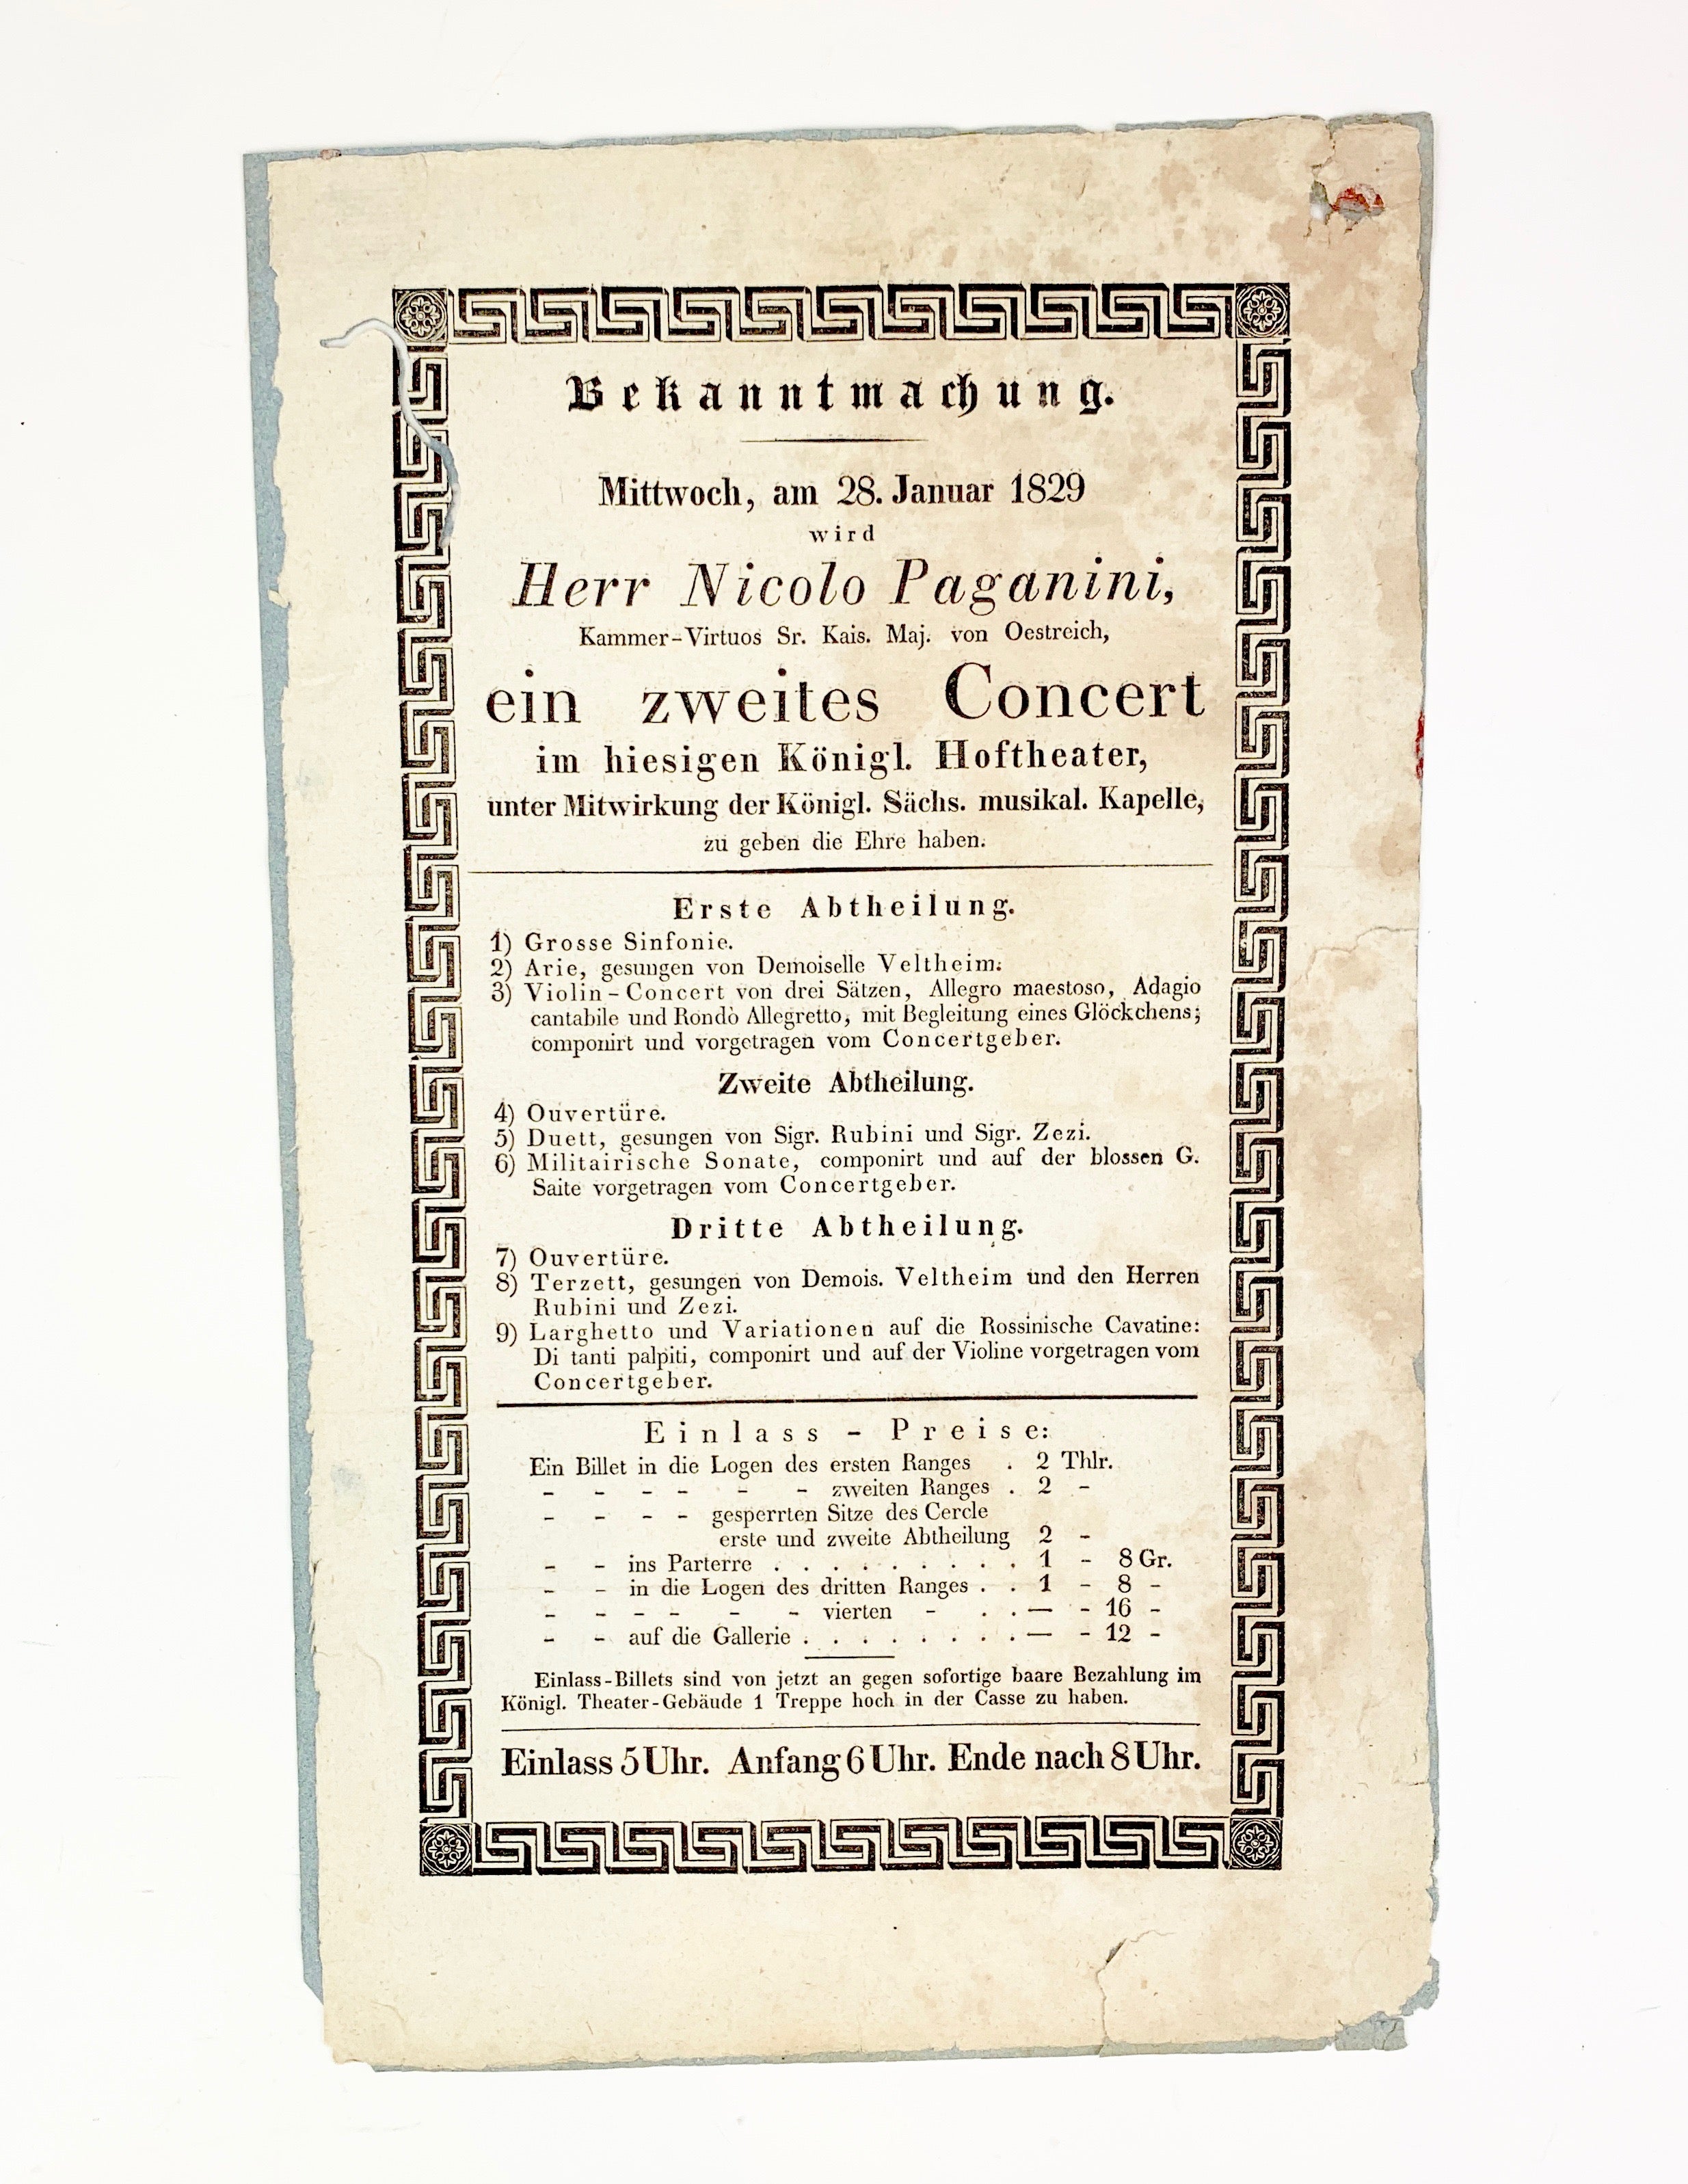 Bekanntmachung.
Mittwoch, am 28. Januar 1829
wird
Herr Nicolo Paganini,
Kammer-Virtuos Sr. Kais. Maj. von Oestreich,
ein zweites Concert
im hiesigen Königl. Hoftheater,
unter Mitwirkung der Königl. Sächs. musikal. Kapelle,
zu geben die Ehre haben.
Erste Abtheilung.
1) Grosse Sinfonie.
2) Arie, gesungen von Demoiselle Veltheim.
3) Violin-Concert von drei Sätzen, Allegro maestoso, Adagio
cantabile und Rondò Allegretto, mit Begleitung eines Glöckchens;
componirt und vorgetragen vom Concertgeber.
Zweite Abtheilung.
4) Ouvertüre.
5) Duett, gesungen von Sigr. Rubini und Sigr. Zezi.
6) Militairische Sonate, componirt und auf der blossen G.
Saite vorgetragen vom Concertgeber.
Dritte Abtheilung.
7) Ouvertüre.
8) Terzett, gesungen von Demois. Veltheim und den Herren
Rubini und Zezi.
9) Larghetto und Variationen auf die Rossinische Cavatine:
Di tanti palpiti, componirt und auf der Violine vorgetragen vom
Concertgeber.
Einlass - Preise:
Ein Billet in die Logen des ersten Ranges . 2 Thlr.
- - - - - - zweiten Ranges . 2 -
- - - - gesperrten Sitze des Cercle
erste und zweite Abtheilung 2 -
- - ins Parterre . . . . . . . . . 1 - 8 Gr.
- - in die Logen des dritten Ranges . . 1 - 8 -
- - - - - - vierten - . . — - 16 -
- - auf die Gallerie . . . . . . . . — - 12 -
Einlass-Billets sind von jetzt an gegen sofortige baare Bezahlung im
Königl. Theater-Gebäude 1 Treppe hoch in der Casse zu haben.
Einlass 5 Uhr. Anfang 6 Uhr. Ende nach 8 Uhr.